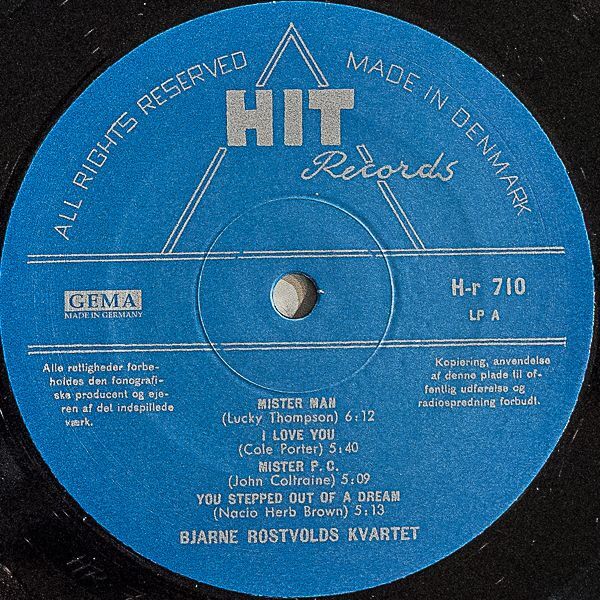 ALL RIGHTS RESERVED
MADE IN DENMARK
HIT
Records
GEMA
MADE IN GERMANY
H-r 710
LP A
Alle rettigheder forbe-
holdes den fonografi-
ske producent og eje-
ren af det indspillede
værk.
Kopiering, anvendelse
af denne plade til of-
fentlig udførelse og
radiospredning forbudt.
MISTER MAN
(Lucky Thompson) 6:12
I LOVE YOU
(Cole Porter) 5:40
MISTER P. C.
(John Coltraine) 5:09
YOU STEPPED OUT OF A DREAM
(Nacio Herb Brown) 5:13
BJARNE ROSTVOLDS KVARTET